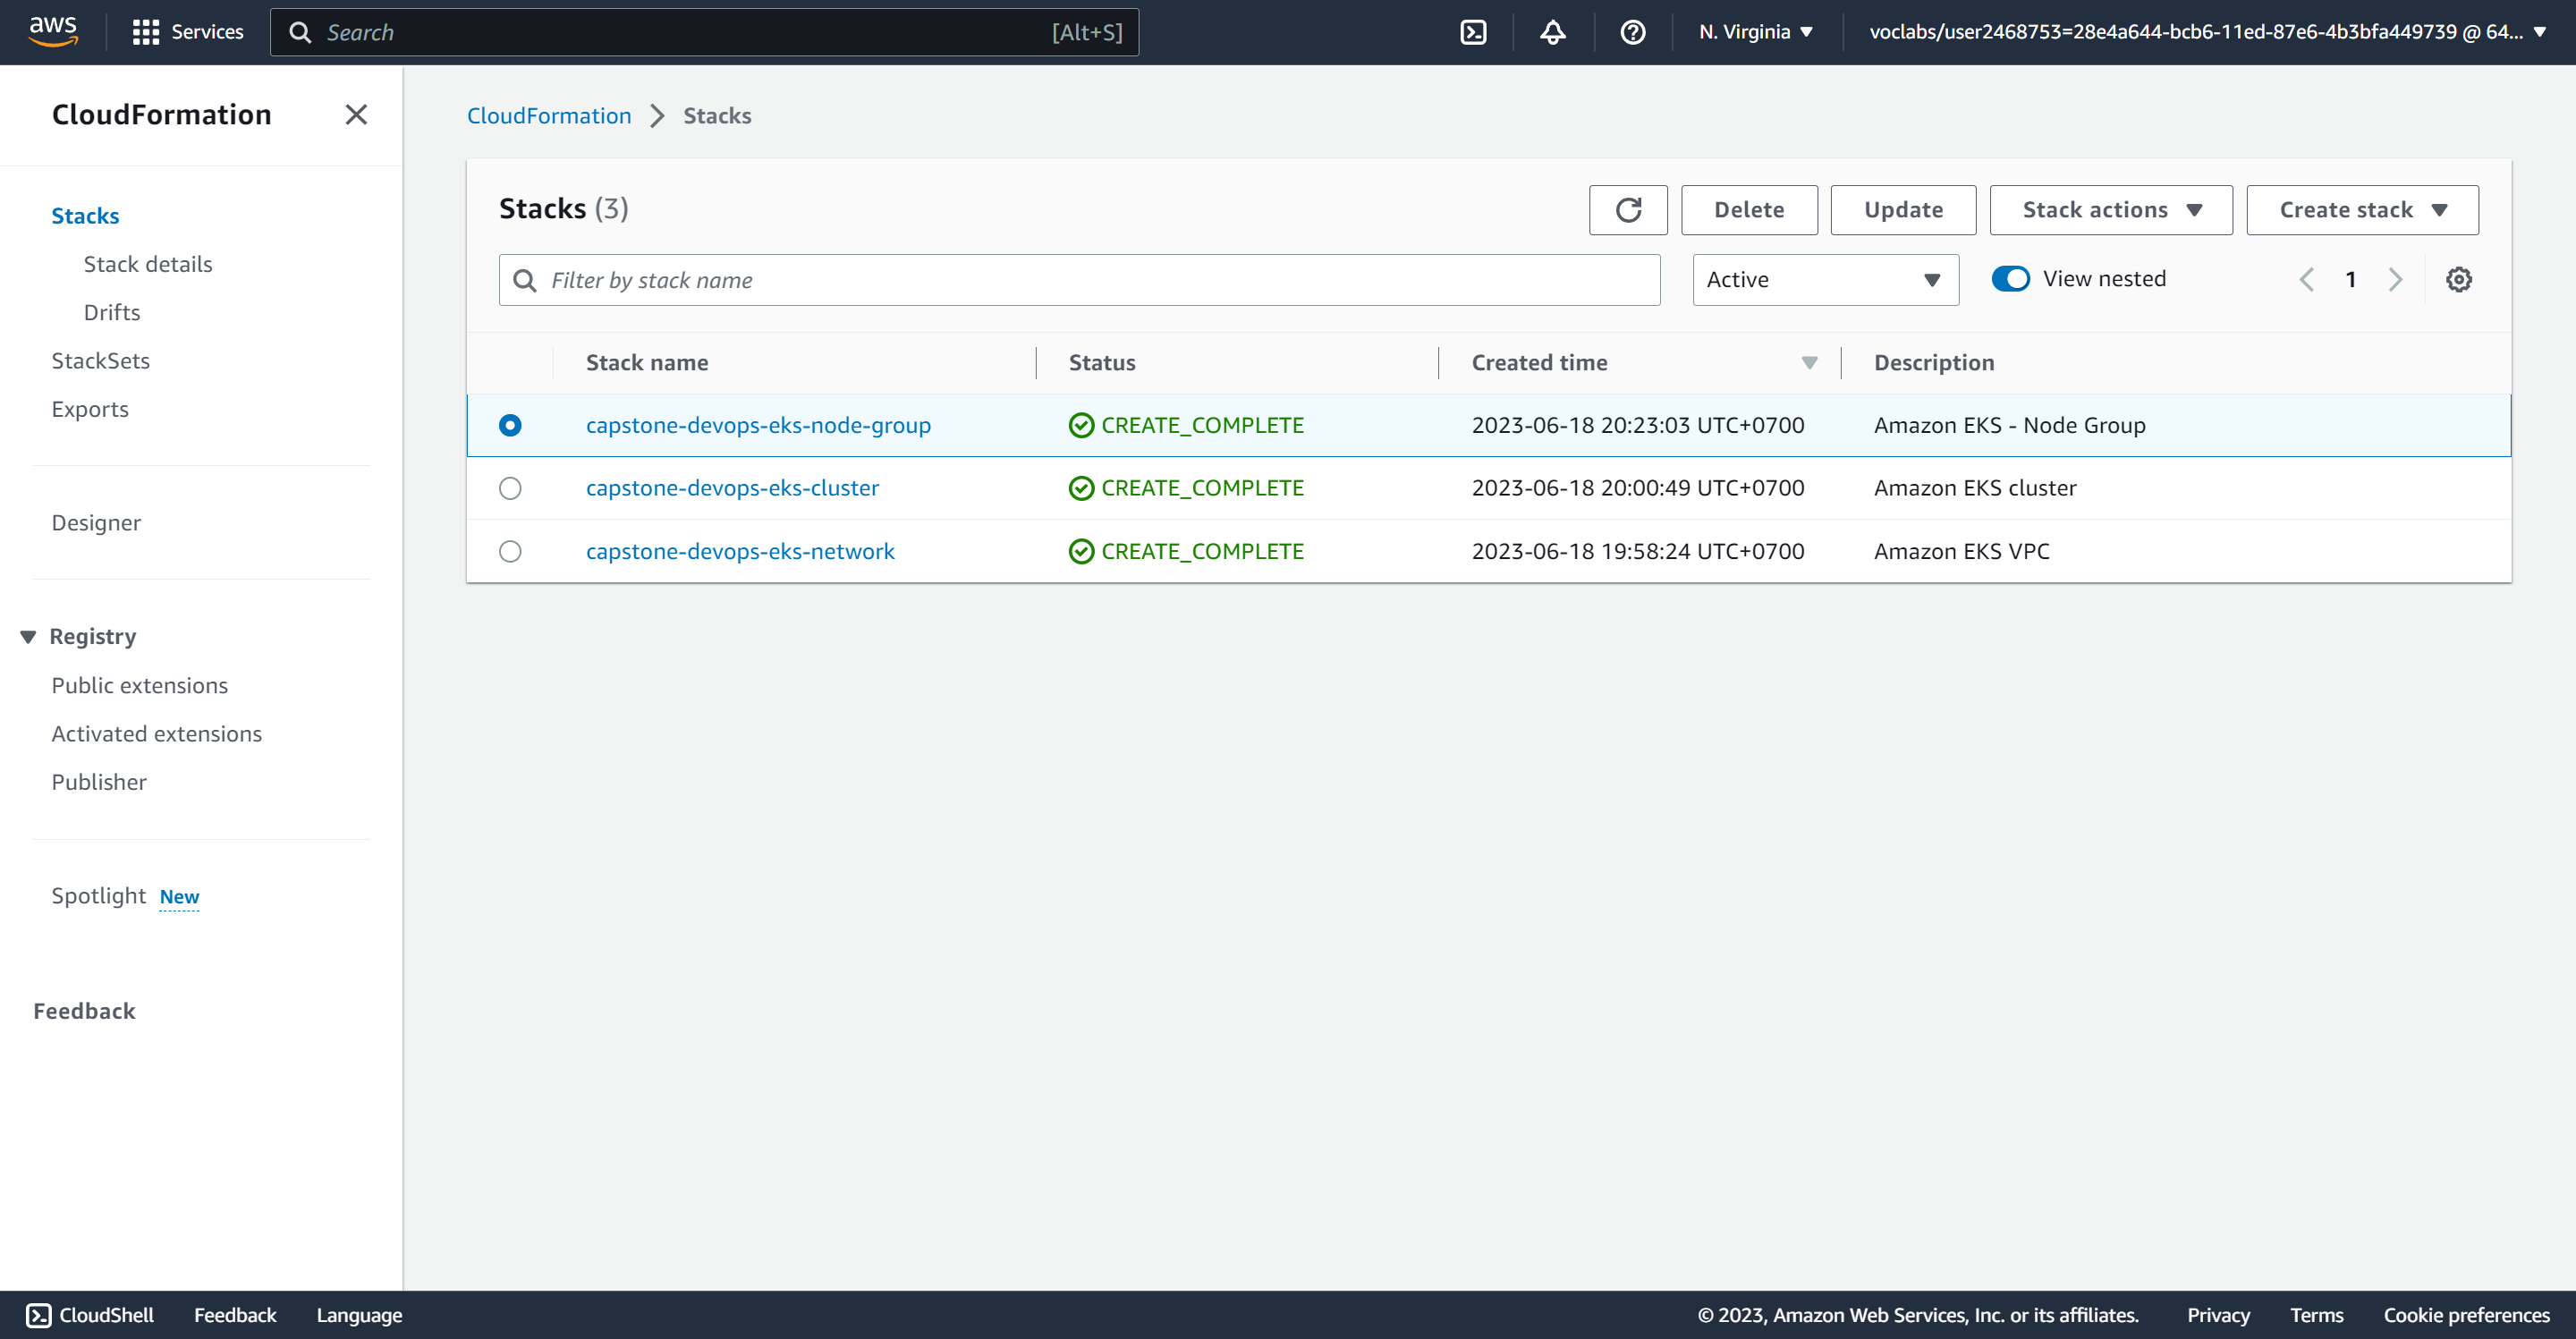 aws Services Search [Alt+S] N. Virginia voclabs/user2468753=28e4a644-bcb6-11ed-87e6-4b3bfa449739 @ 64...
CloudFormation
Stacks
Stack details
Drifts
StackSets
Exports
Designer
Registry
Public extensions
Activated extensions
Publisher
Spotlight New
Feedback
CloudFormation Stacks
Stacks (3) Delete Update Stack actions Create stack
Filter by stack name Active View nested 1
Stack name Status Created time Description
capstone-devops-eks-node-group CREATE_COMPLETE 2023-06-18 20:23:03 UTC+0700 Amazon EKS - Node Group
capstone-devops-eks-cluster CREATE_COMPLETE 2023-06-18 20:00:49 UTC+0700 Amazon EKS cluster
capstone-devops-eks-network CREATE_COMPLETE 2023-06-18 19:58:24 UTC+0700 Amazon EKS VPC
CloudShell Feedback Language © 2023, Amazon Web Services, Inc. or its affiliates. Privacy Terms Cookie preferences